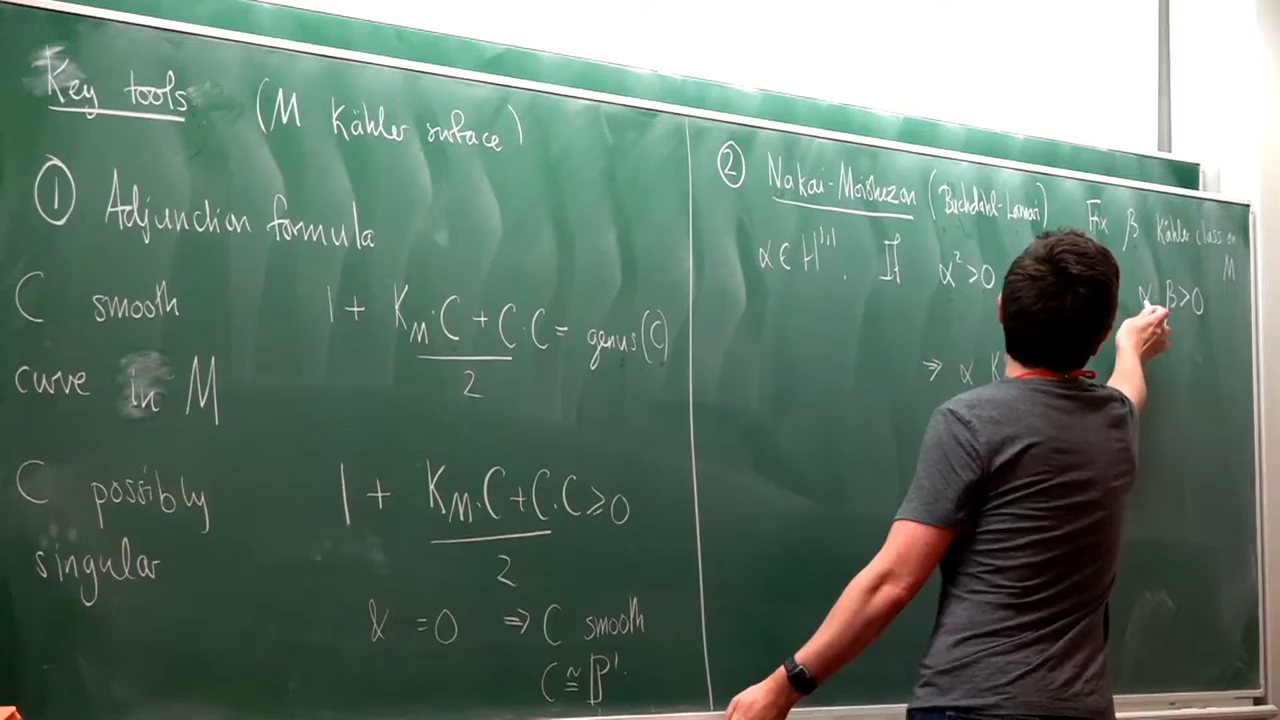 Key tools (M Kähler surface)
① Adjunction formula
C smooth
curve in M
1 + K_M·C + C·C = genus(C)
2
C possibly
singular
1 + K_M·C + C·C ≥ 0
2
& = 0 ⇒ C smooth
C ≅ P¹.
② Nakai-Moishezon (Buchdahl-Lamari)
Fix β Kähler class on
M
α ∈ H^{1,1}. If α² > 0
α β > 0
⇒ α K